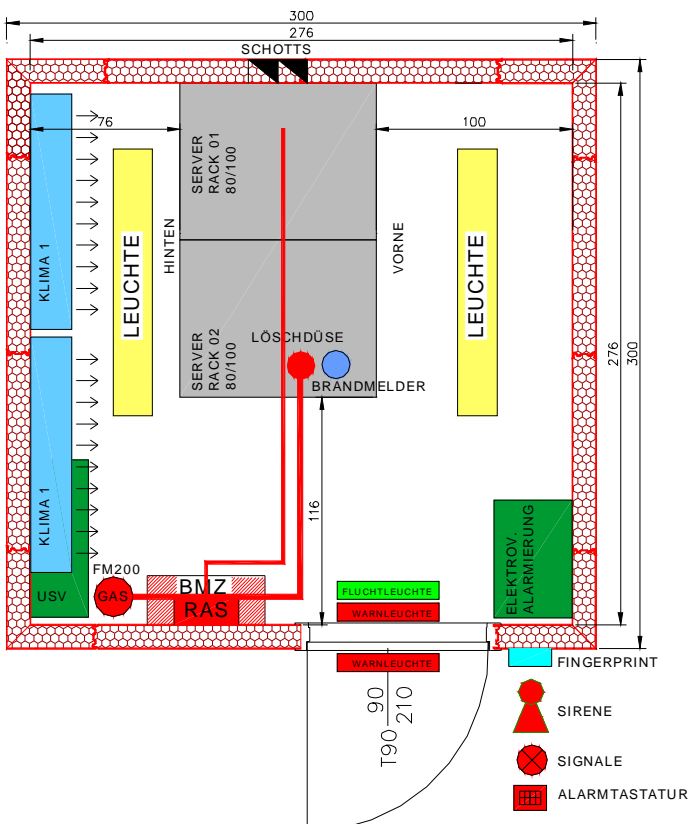 300
276
SCHOTTS
76
100
SERVER
RACK 01
80/100
HINTEN
VORNE
KLIMA 1
LEUCHTE
LEUCHTE
SERVER
RACK 02
80/100
LÖSCHDÜSE
BRANDMELDER
276
300
KLIMA 1
116
ELEKTROV.
ALARMIERUNG
FM200
USV
GAS
BMZ
RAS
FLUCHTLEUCHTE
WARNLEUCHTE
WARNLEUCHTE
FINGERPRINT
T90 90
210
SIRENE
SIGNALE
ALARMTASTATUR